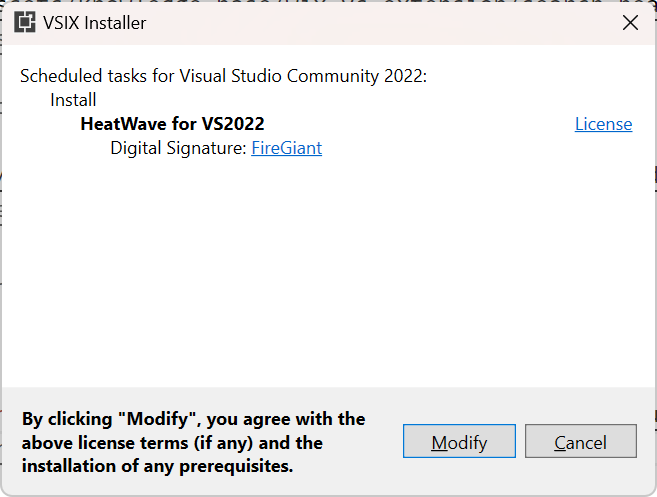 VSIX Installer
Scheduled tasks for Visual Studio Community 2022:
Install
HeatWave for VS2022 License
Digital Signature: FireGiant
By clicking "Modify", you agree with the
above license terms (if any) and the
installation of any prerequisites.
Modify Cancel